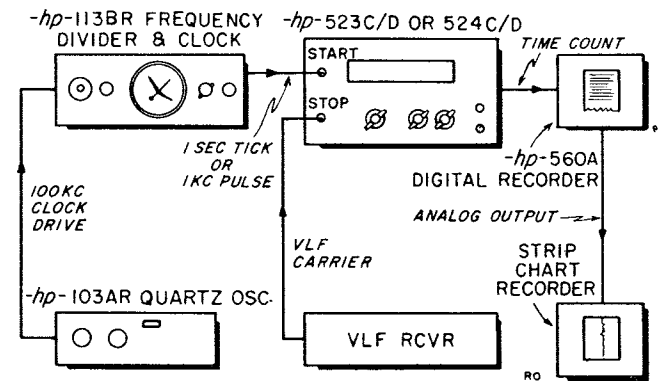 -hp-113BR FREQUENCY
DIVIDER & CLOCK
-hp-523C/D OR 524C/D
START
STOP
TIME COUNT
1 SEC TICK
OR
1KC PULSE
-hp-560A
DIGITAL RECORDER
100KC
CLOCK
DRIVE
ANALOG OUTPUT
VLF
CARRIER
STRIP
CHART
RECORDER
-hp-103AR QUARTZ OSC.
VLF RCVR
RO